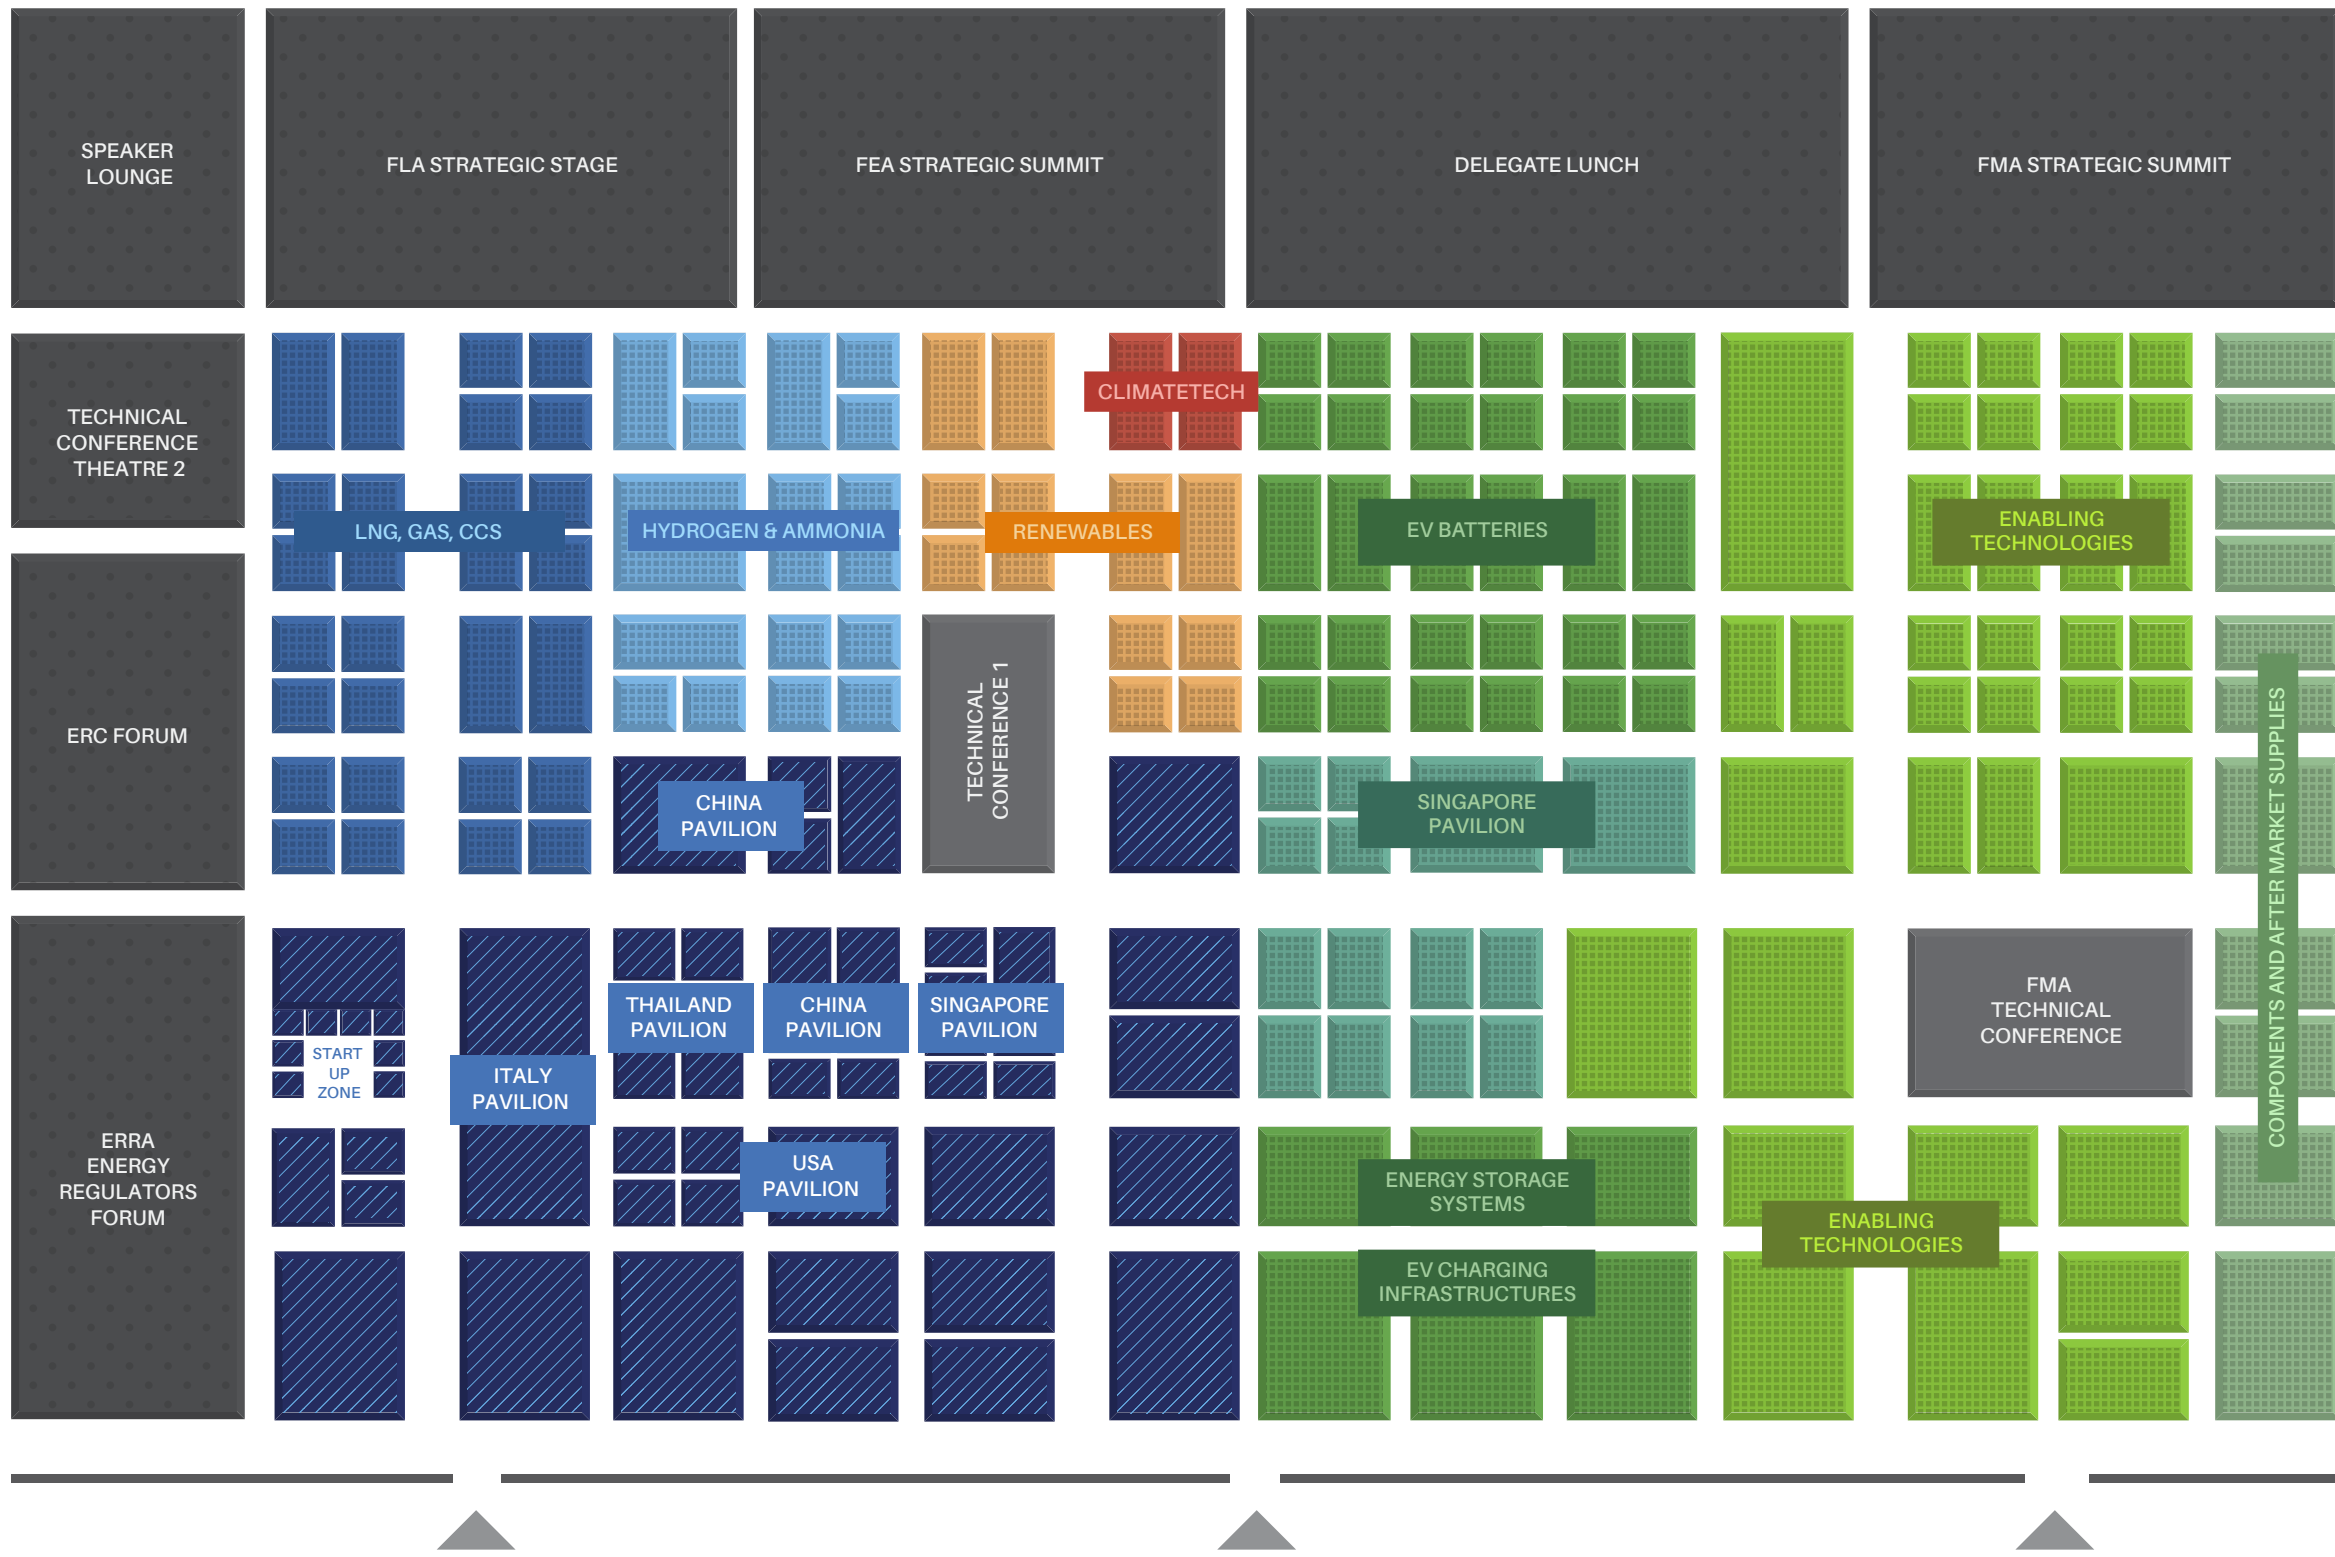 SPEAKER
LOUNGE
FLA STRATEGIC STAGE
FEA STRATEGIC SUMMIT
DELEGATE LUNCH
FMA STRATEGIC SUMMIT
TECHNICAL
CONFERENCE
THEATRE 2
CLIMATETECH
LNG, GAS, CCS
HYDROGEN & AMMONIA
RENEWABLES
EV BATTERIES
ENABLING
TECHNOLOGIES
ERC FORUM
TECHNICAL
CONFERENCE 1
CHINA
PAVILION
SINGAPORE
PAVILION
COMPONENTS AND AFTER MARKET SUPPLIES
ERRA
ENERGY
REGULATORS
FORUM
START
UP
ZONE
ITALY
PAVILION
THAILAND
PAVILION
CHINA
PAVILION
SINGAPORE
PAVILION
FMA
TECHNICAL
CONFERENCE
USA
PAVILION
ENERGY STORAGE
SYSTEMS
ENABLING
TECHNOLOGIES
EV CHARGING
INFRASTRUCTURES